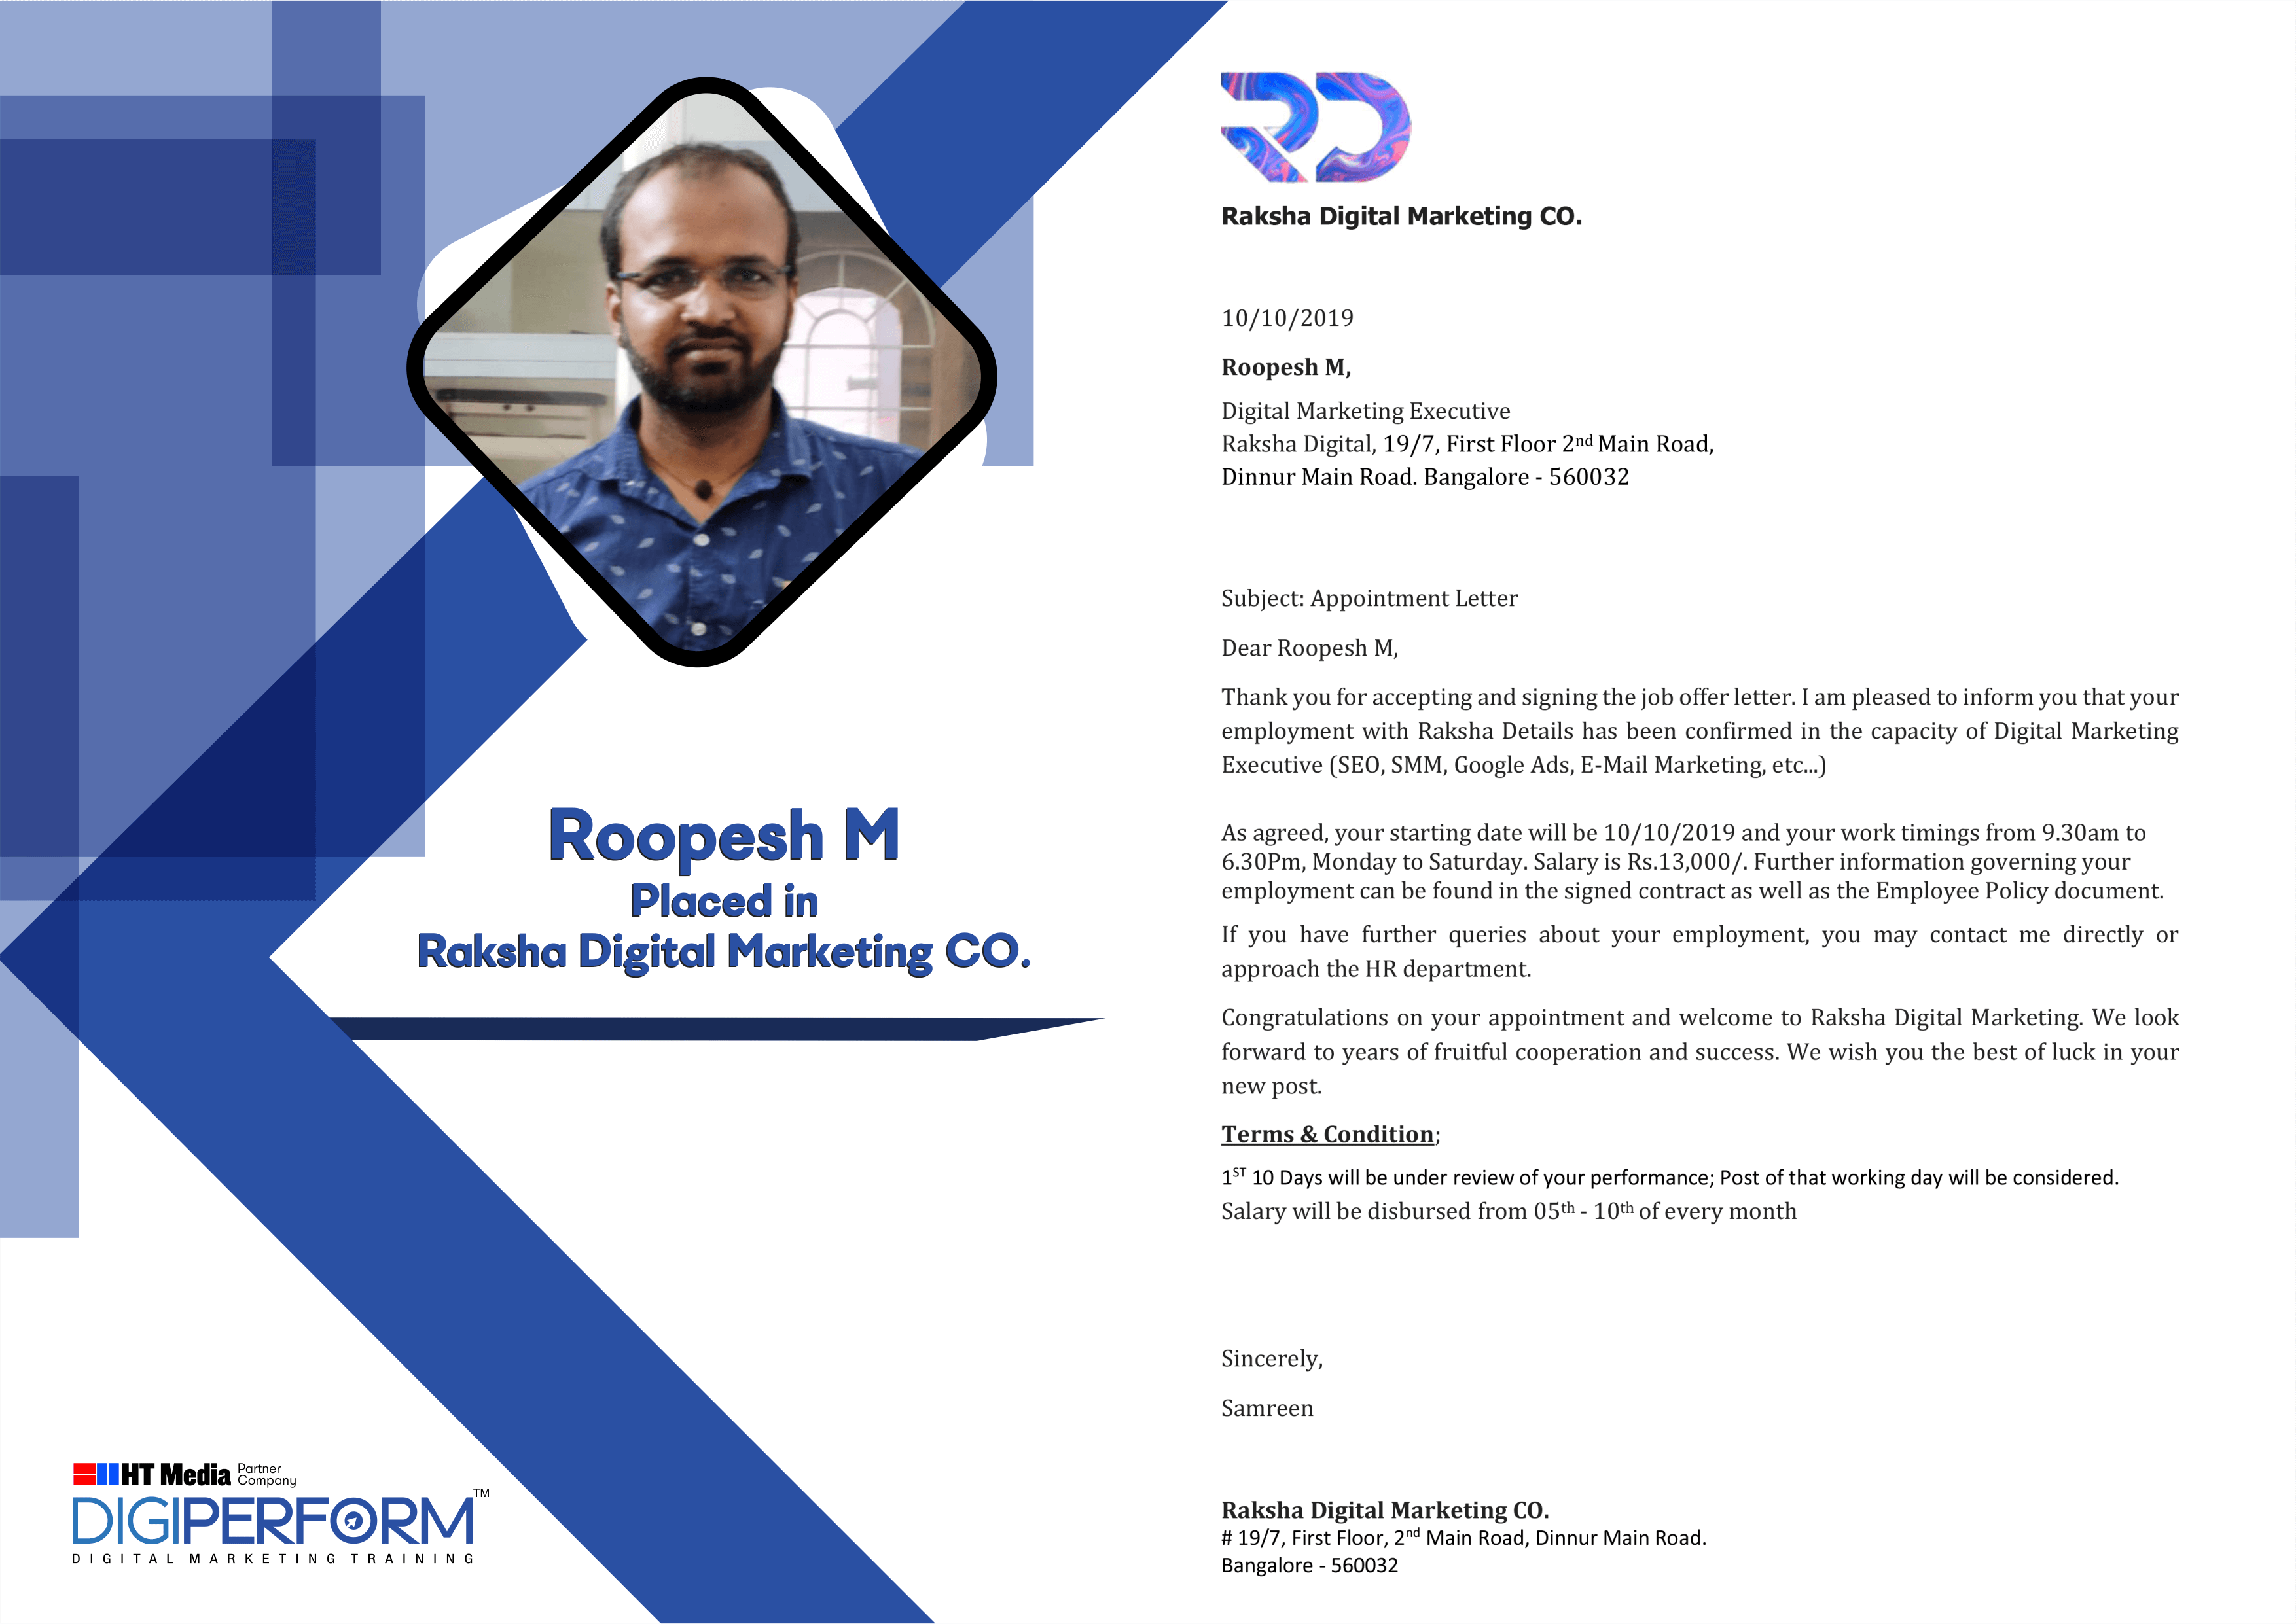 Roopesh M
Placed in
Raksha Digital Marketing CO.
HT Media Partner
Company
DIGIPERFORM™
DIGITAL MARKETING TRAINING
RD
Raksha Digital Marketing CO.
10/10/2019
Roopesh M,
Digital Marketing Executive
Raksha Digital, 19/7, First Floor 2nd Main Road,
Dinnur Main Road. Bangalore - 560032
Subject: Appointment Letter
Dear Roopesh M,
Thank you for accepting and signing the job offer letter. I am pleased to inform you that your
employment with Raksha Details has been confirmed in the capacity of Digital Marketing
Executive (SEO, SMM, Google Ads, E-Mail Marketing, etc...)
As agreed, your starting date will be 10/10/2019 and your work timings from 9.30am to
6.30Pm, Monday to Saturday. Salary is Rs.13,000/. Further information governing your
employment can be found in the signed contract as well as the Employee Policy document.
If you have further queries about your employment, you may contact me directly or
approach the HR department.
Congratulations on your appointment and welcome to Raksha Digital Marketing. We look
forward to years of fruitful cooperation and success. We wish you the best of luck in your
new post.
Terms & Condition;
1ST 10 Days will be under review of your performance; Post of that working day will be considered.
Salary will be disbursed from 05th - 10th of every month
Sincerely,
Samreen
Raksha Digital Marketing CO.
# 19/7, First Floor, 2nd Main Road, Dinnur Main Road.
Bangalore - 560032